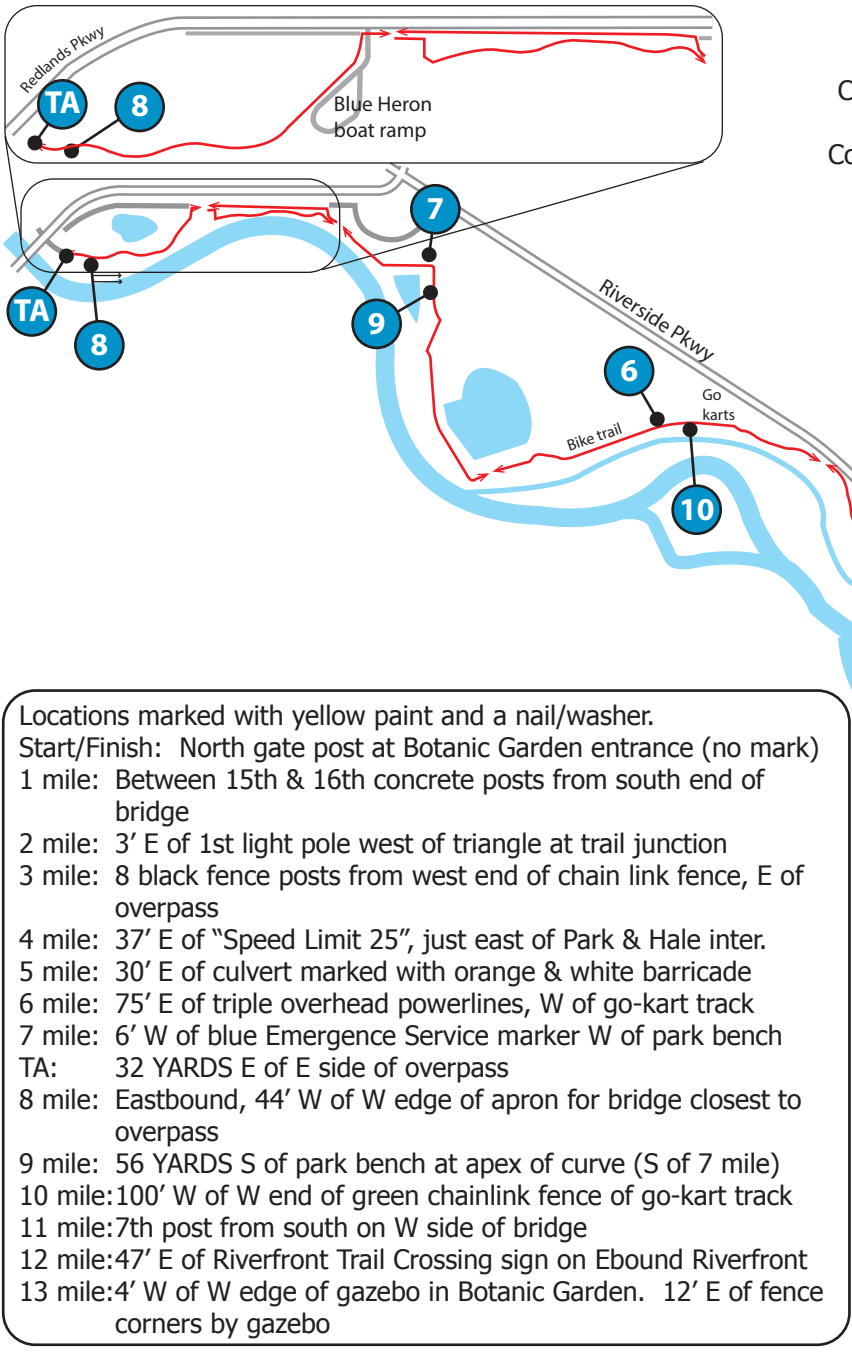 Redlands Pkwy
TA
8
Blue Heron
boat ramp
C
Co
7
TA
8
9
Riverside Pkwy
6
Go
karts
Bike trail
10
Locations marked with yellow paint and a nail/washer.
Start/Finish: North gate post at Botanic Garden entrance (no mark)
1 mile: Between 15th & 16th concrete posts from south end of
bridge
2 mile: 3’ E of 1st light pole west of triangle at trail junction
3 mile: 8 black fence posts from west end of chain link fence, E of
overpass
4 mile: 37’ E of “Speed Limit 25”, just east of Park & Hale inter.
5 mile: 30’ E of culvert marked with orange & white barricade
6 mile: 75’ E of triple overhead powerlines, W of go-kart track
7 mile: 6’ W of blue Emergence Service marker W of park bench
TA: 32 YARDS E of E side of overpass
8 mile: Eastbound, 44’ W of W edge of apron for bridge closest to
overpass
9 mile: 56 YARDS S of park bench at apex of curve (S of 7 mile)
10 mile:100’ W of W end of green chainlink fence of go-kart track
11 mile:7th post from south on W side of bridge
12 mile:47’ E of Riverfront Trail Crossing sign on Ebound Riverfront
13 mile:4’ W of W edge of gazebo in Botanic Garden. 12’ E of fence
corners by gazebo